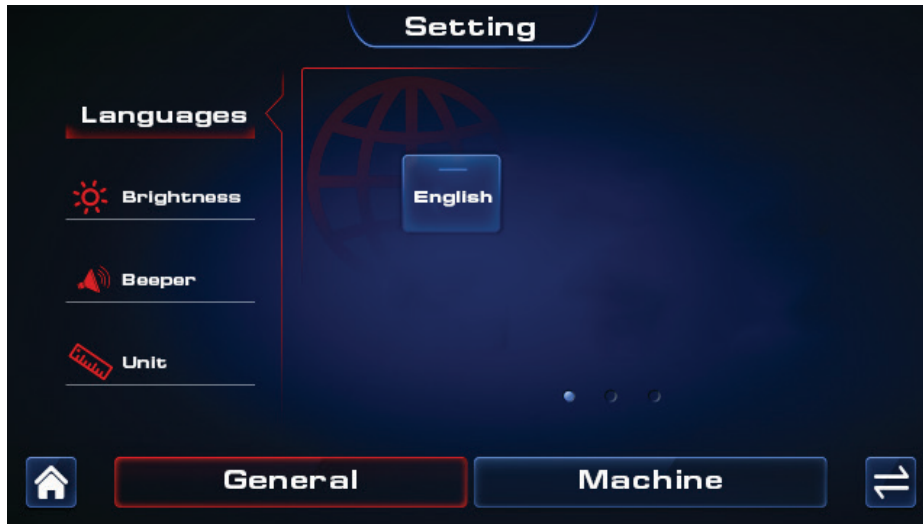 Setting
Languages
Brightness
Beeper
Unit
English
General
Machine